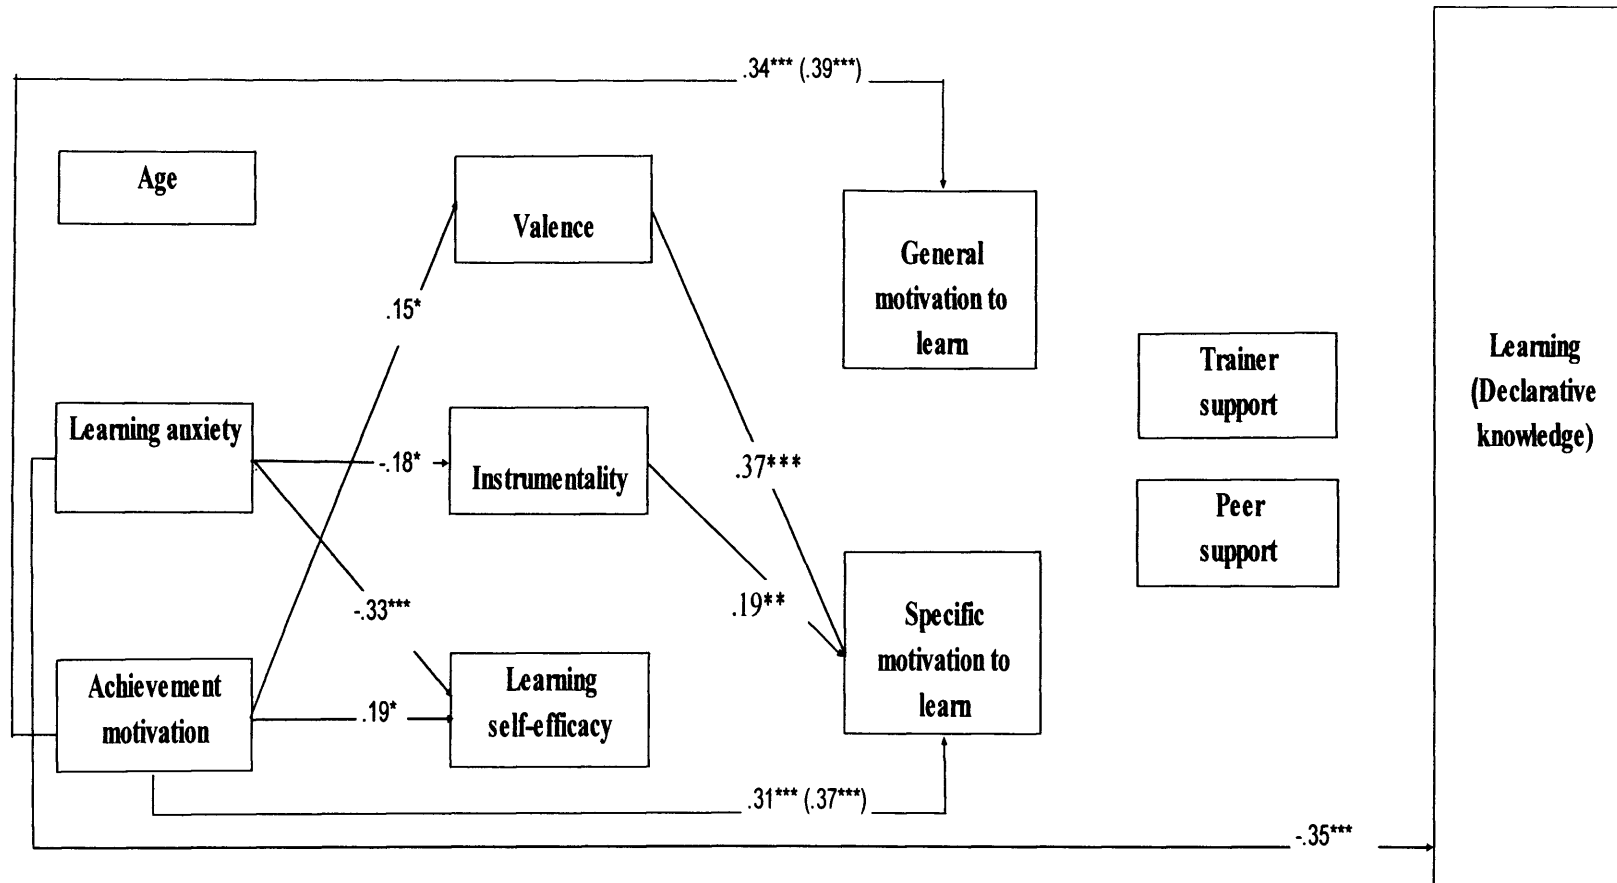 .34*** (.39***)
Age
Valence
General
motivation to
learn
.15*
Trainer
support
Learning
(Declarative
knowledge)
Learning anxiety
-.18*
Instrumentality
.37***
Peer
support
-.33***
.19**
Specific
motivation to
learn
Achievement
motivation
.19*
Learning
self-efficacy
.31*** (.37***)
-.35***